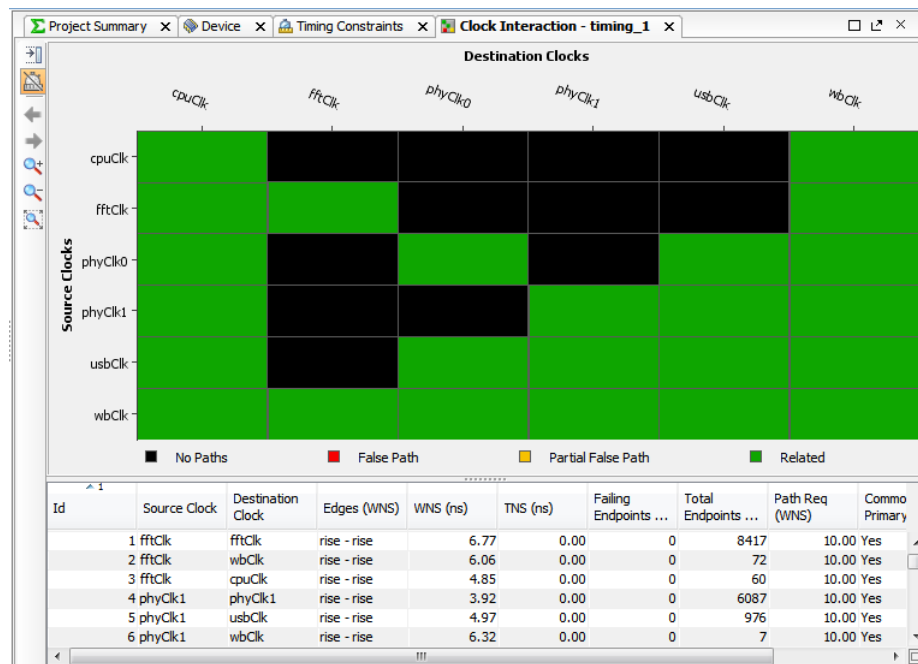 Project Summary Device Timing Constraints Clock Interaction - timing_1
Destination Clocks
cpuClk fftClk phyClk0 phyClk1 usbClk wbClk
Source Clocks
cpuClk
fftClk
phyClk0
phyClk1
usbClk
wbClk
No Paths False Path Partial False Path Related
Id 1 Source Clock Destination Clock Edges (WNS) WNS (ns) TNS (ns) Failing Endpoints ... Total Endpoints ... Path Req (WNS) Commo Primary
1 fftClk fftClk rise - rise 6.77 0.00 0 8417 10.00 Yes
2 fftClk wbClk rise - rise 6.06 0.00 0 72 10.00 Yes
3 fftClk cpuClk rise - rise 4.85 0.00 0 60 10.00 Yes
4 phyClk1 phyClk1 rise - rise 3.92 0.00 0 6087 10.00 Yes
5 phyClk1 usbClk rise - rise 4.97 0.00 0 976 10.00 Yes
6 phyClk1 wbClk rise - rise 6.32 0.00 0 7 10.00 Yes